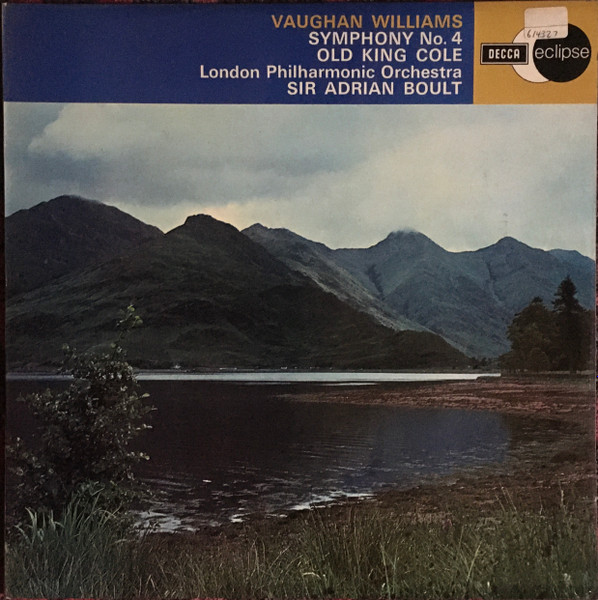 VAUGHAN WILLIAMS
SYMPHONY No. 4
OLD KING COLE
London Philharmonic Orchestra
SIR ADRIAN BOULT
DECCA
eclipse